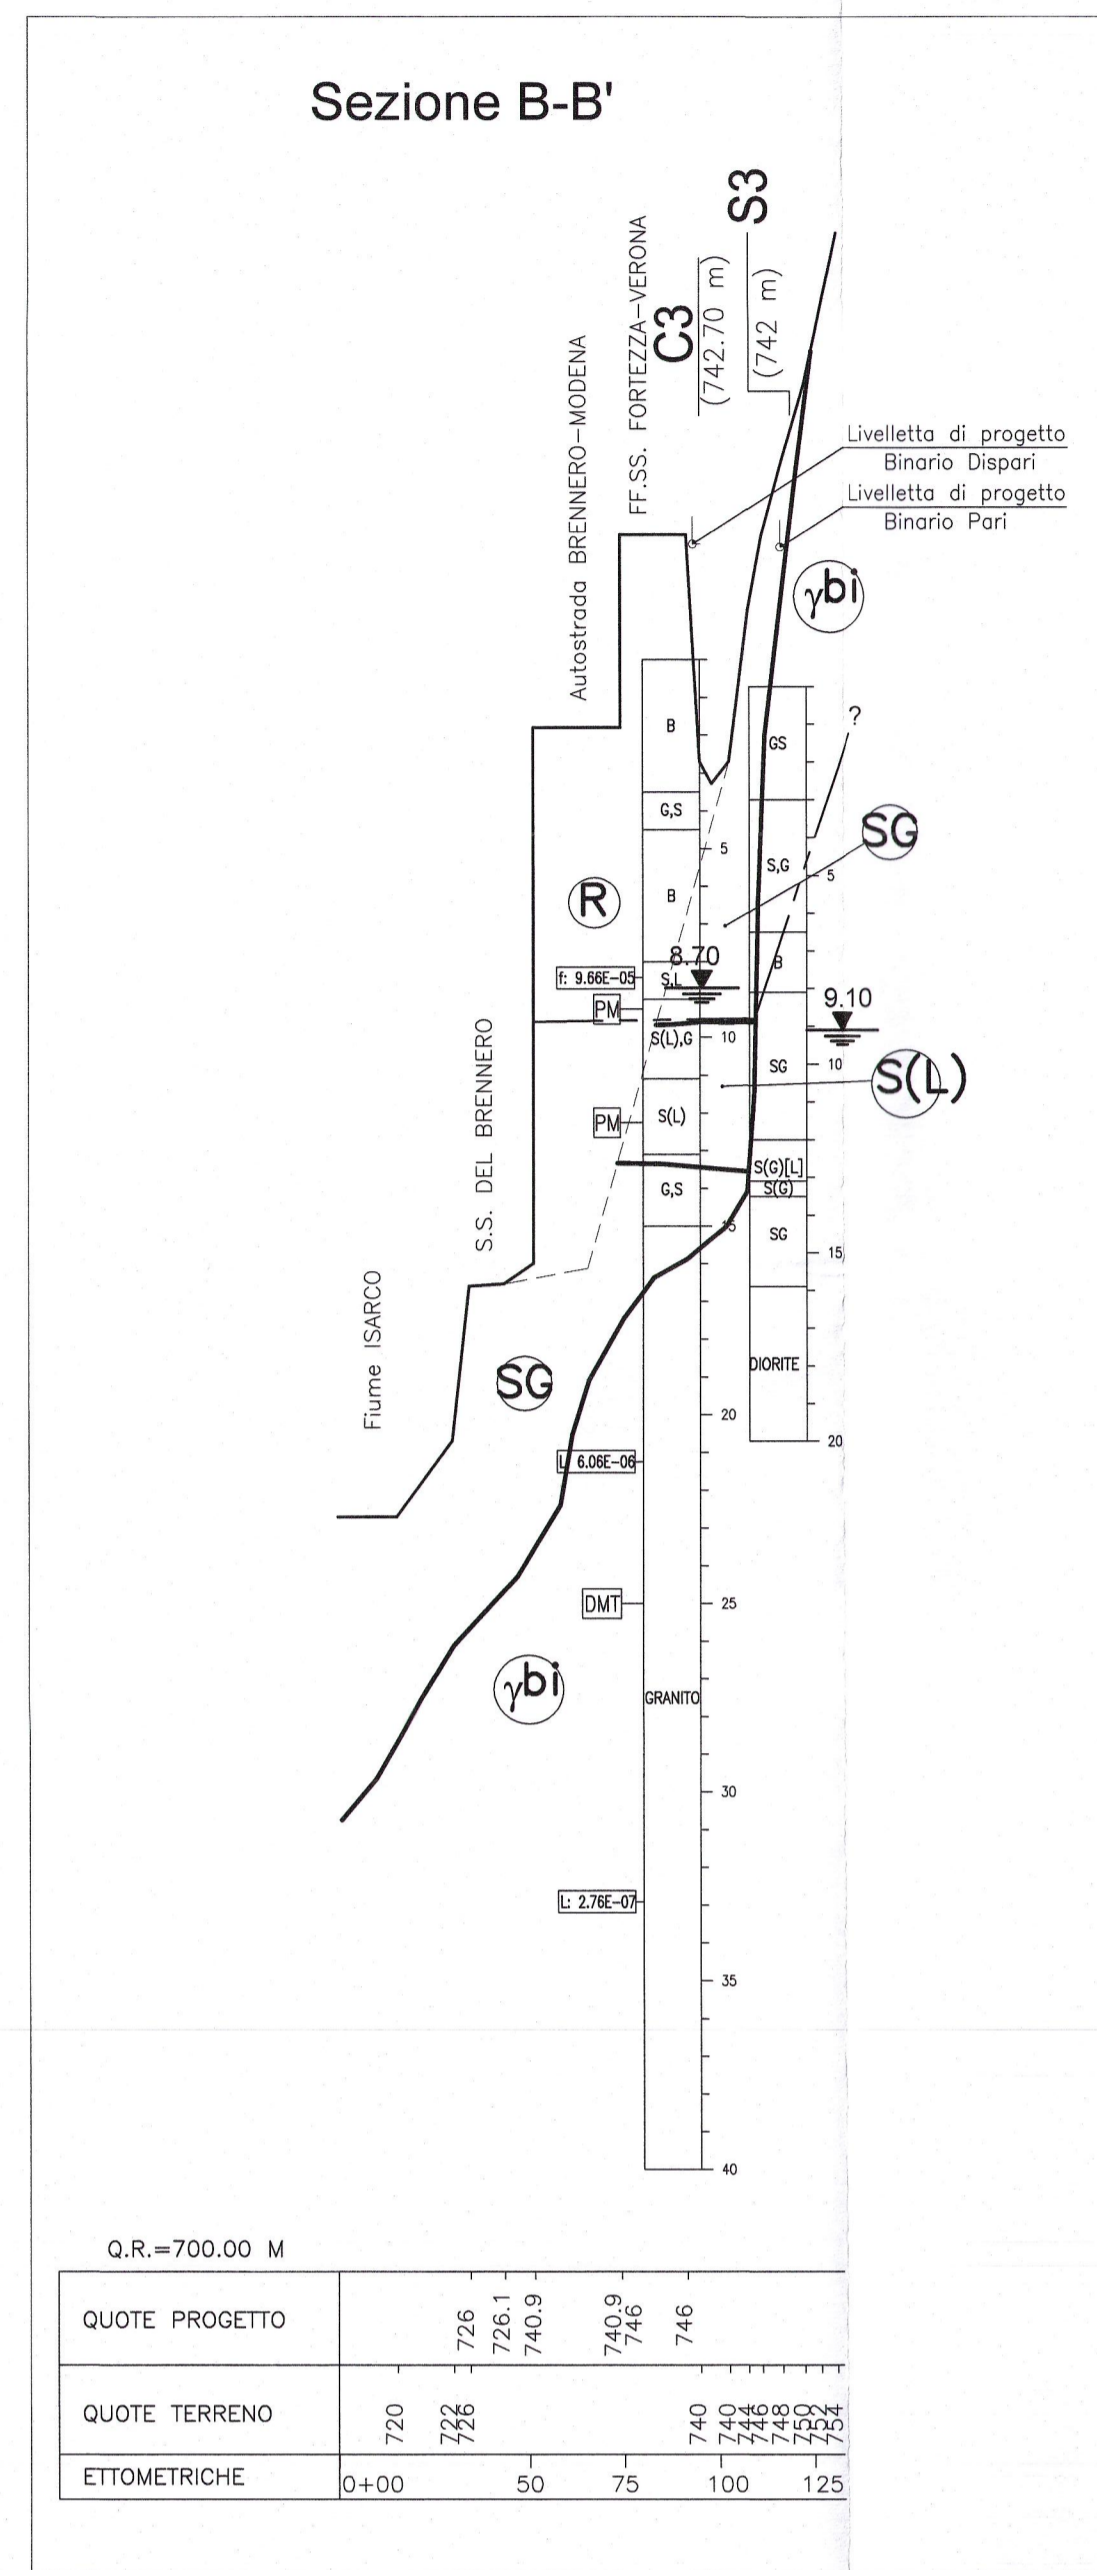 Sezione B-B'
S3
(742 m)
C3
(742.70 m)
FF.SS. FORTEZZA-VERONA
Autostrada BRENNERO-MODENA
S.S. DEL BRENNERO
Fiume ISARCO
Livelletta di progetto
Binario Dispari
Livelletta di progetto
Binario Pari
γbi
?
B
GS
G,S
SG
5
S,G
5
B
R
8.70
B
f: 9.66E-05
S,L
9.10
PM
S(L),G
10
SG
10
S(L)
PM
S(L)
S(G)[L]
G,S
S(G)
15
SG
15
DIORITE
SG
20
20
L: 6.06E-06
DMT
25
γbi
GRANITO
30
L: 2.76E-07
35
40
Q.R.=700.00 M
QUOTE PROGETTO 726 726.1 740.9 740.9 746 746
QUOTE TERRENO 720 722 726 740 740 744 746 748 750 752 754
ETTOMETRICHE 0+00 50 75 100 125